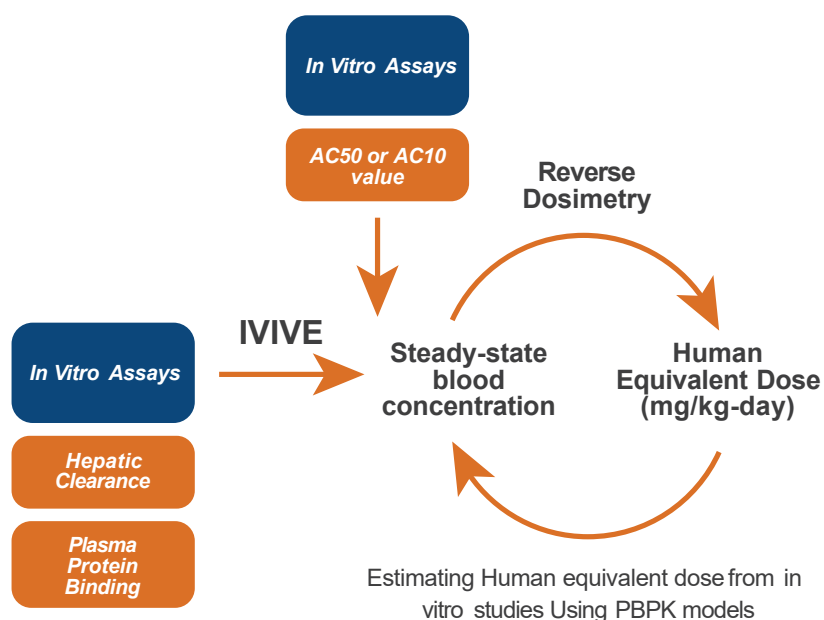 In Vitro Assays
AC50 or AC10
value
Reverse
Dosimetry
IVIVE
In Vitro Assays
Steady-state
blood
concentration
Human
Equivalent Dose
(mg/kg-day)
Hepatic
Clearance
Plasma
Protein
Binding
Estimating Human equivalent dose from in
vitro studies Using PBPK models